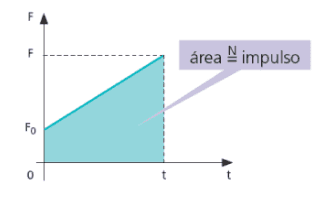 F
F
área N= impulso
F₀
0
t
t